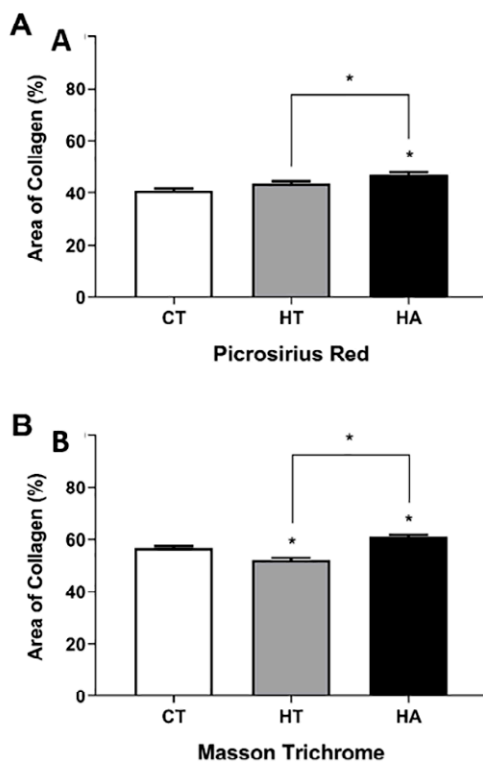 A
A
Area of Collagen (%)
80
60
40
20
0
*
*
CT HT HA
Picrosirius Red
B
B
Area of Collagen (%)
80
60
40
20
0
*
*
*
CT HT HA
Masson Trichrome